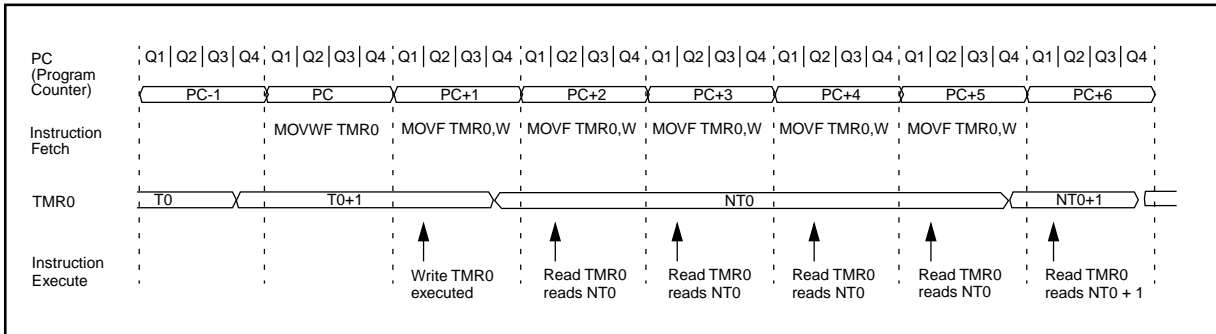 PC
(Program
Counter)
Q1 Q2 Q3 Q4 Q1 Q2 Q3 Q4 Q1 Q2 Q3 Q4 Q1 Q2 Q3 Q4 Q1 Q2 Q3 Q4 Q1 Q2 Q3 Q4 Q1 Q2 Q3 Q4 Q1 Q2 Q3 Q4
PC-1 PC PC+1 PC+2 PC+3 PC+4 PC+5 PC+6
Instruction
Fetch
MOVWF TMR0 MOVF TMR0,W MOVF TMR0,W MOVF TMR0,W MOVF TMR0,W MOVF TMR0,W
TMR0
T0 T0+1 NT0 NT0+1
Instruction
Execute
Write TMR0
executed
Read TMR0
reads NT0
Read TMR0
reads NT0
Read TMR0
reads NT0
Read TMR0
reads NT0
Read TMR0
reads NT0 + 1